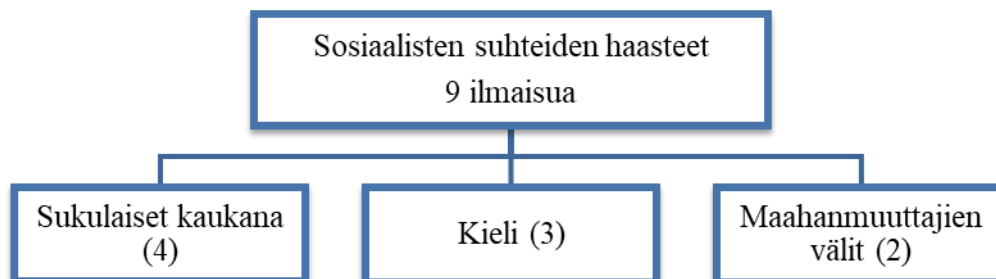 Sosiaalisten suhteiden haasteet
9 ilmaisua
Sukulaiset kaukana
(4)
Kieli (3)
Maahanmuuttajien
välit (2)